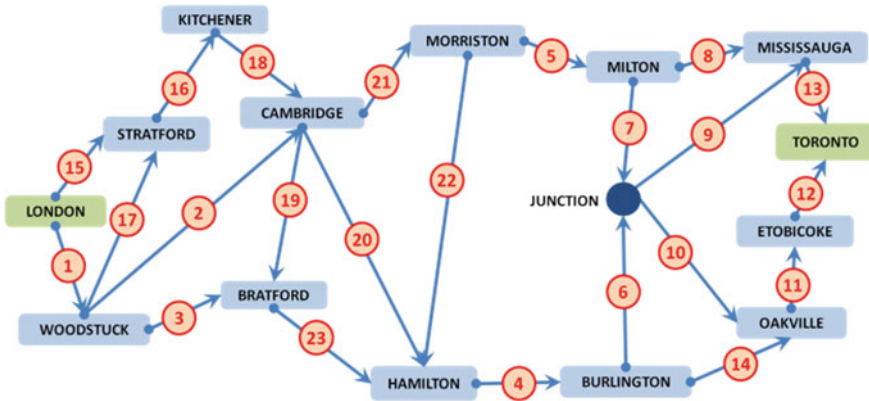 KITCHENER
16
18
MORRISTON
5
8
MISSISSAUGA
21
MILTON
13
STRATFORD
CAMBRIDGE
7
9
TORONTO
15
22
LONDON
17
2
19
JUNCTION
12
20
ETOBICOKE
1
10
BRATFORD
6
11
WOODSTUCK
3
OAKVILLE
23
14
HAMILTON
4
BURLINGTON